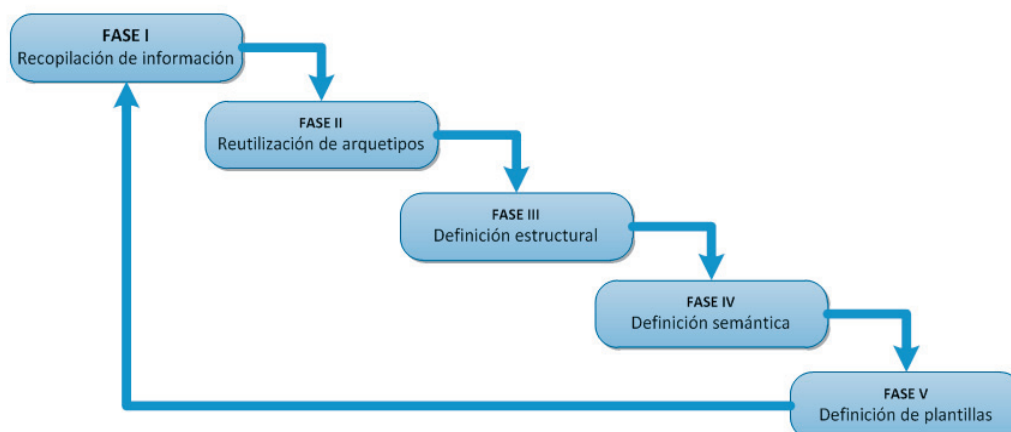 FASE I
Recopilación de información
FASE II
Reutilización de arquetipos
FASE III
Definición estructural
FASE IV
Definición semántica
FASE V
Definición de plantillas